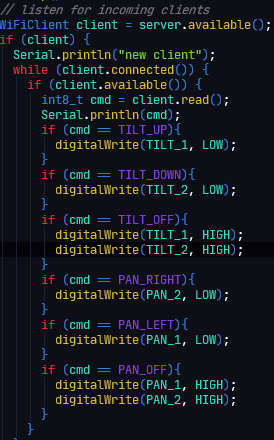 // listen for incoming clients
WiFiClient client = server.available();
if (client) {
Serial.println("new client");
while (client.connected()) {
if (client.available()) {
int8_t cmd = client.read();
Serial.println(cmd);
if (cmd == TILT_UP){
digitalWrite(TILT_1, LOW);
}
if (cmd == TILT_DOWN){
digitalWrite(TILT_2, LOW);
}
if (cmd == TILT_OFF){
digitalWrite(TILT_1, HIGH);
digitalWrite(TILT_2, HIGH);
}
if (cmd == PAN_RIGHT){
digitalWrite(PAN_2, LOW);
}
if (cmd == PAN_LEFT){
digitalWrite(PAN_1, LOW);
}
if (cmd == PAN_OFF){
digitalWrite(PAN_1, HIGH);
digitalWrite(PAN_2, HIGH);
}
}
}